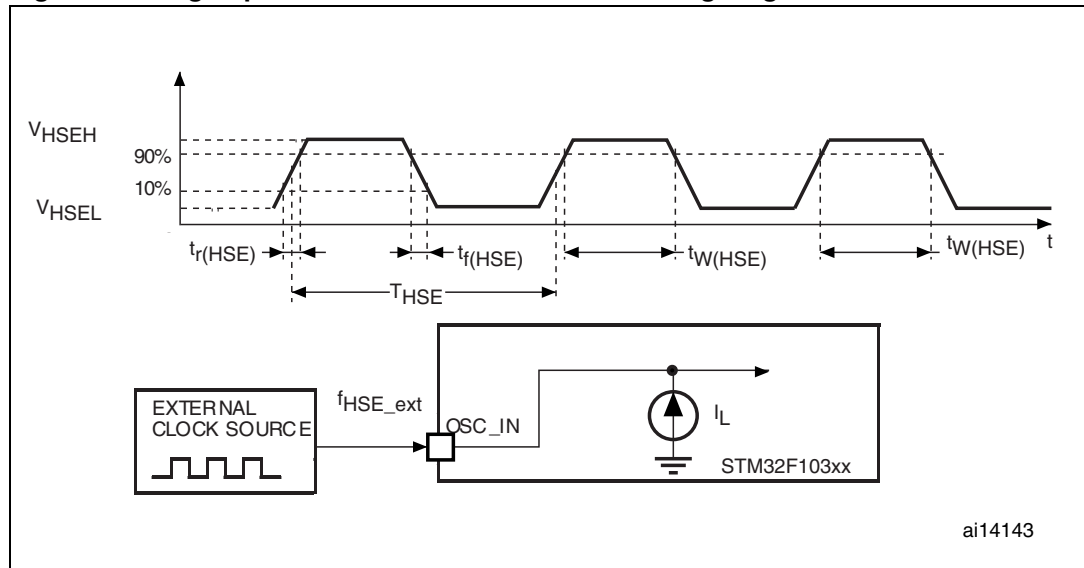 VHSEH
90%
10%
VHSEL
tr(HSE)
tf(HSE)
tW(HSE)
tW(HSE)
t
THSE
EXTERNAL
CLOCK SOURCE
fHSE_ext
OSC_IN
IL
STM32F103xx
ai14143